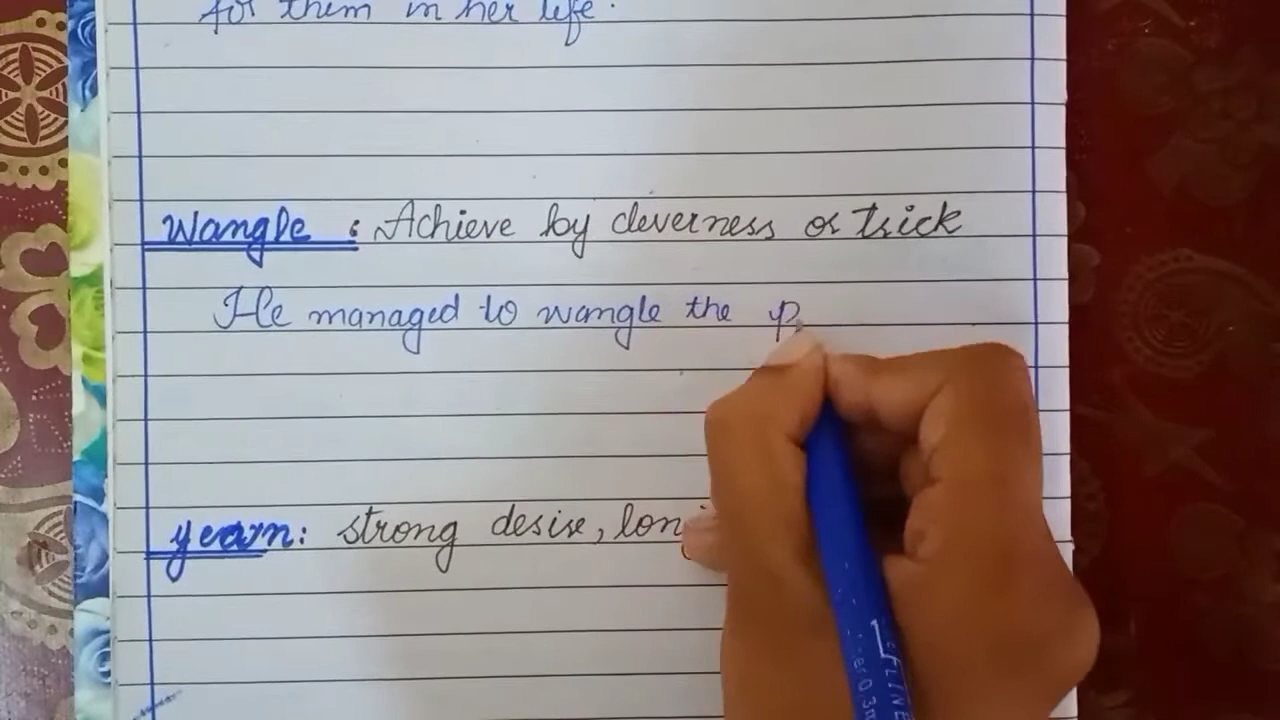 for them in her life.
Wangle : Achieve by cleverness or trick
He managed to wangle the p
yearn: strong desire, lon